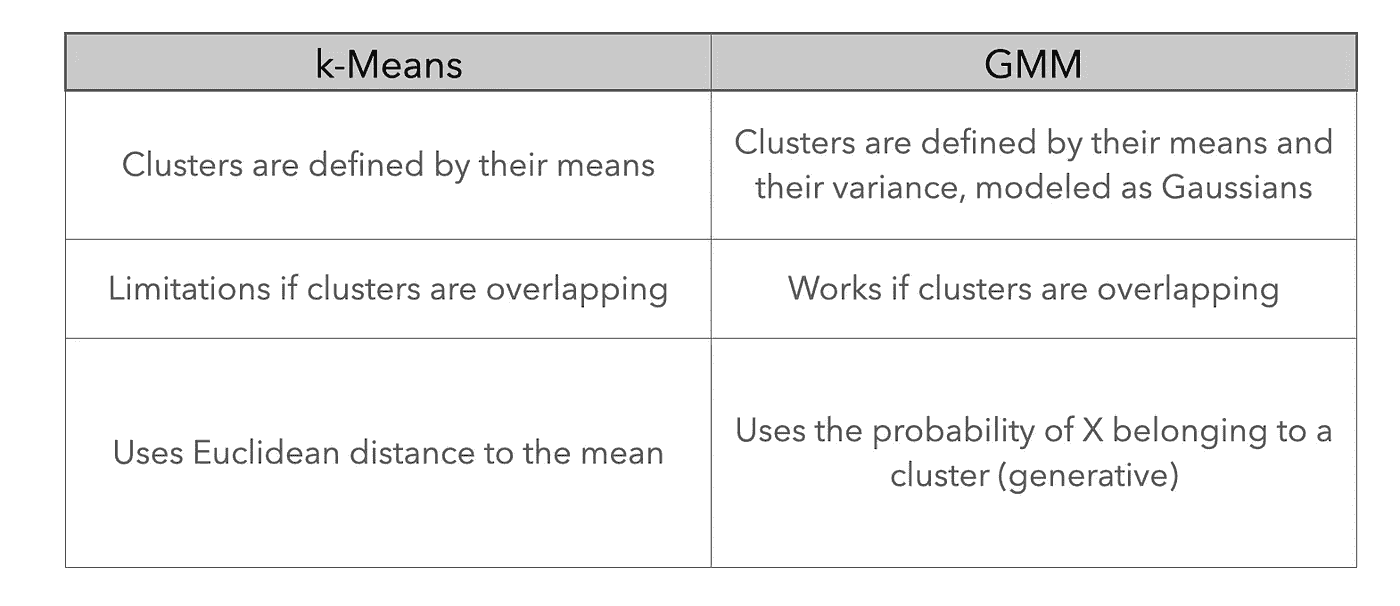 k-Means
GMM
Clusters are defined by their means
Clusters are defined by their means and
their variance, modeled as Gaussians
Limitations if clusters are overlapping
Works if clusters are overlapping
Uses Euclidean distance to the mean
Uses the probability of X belonging to a
cluster (generative)